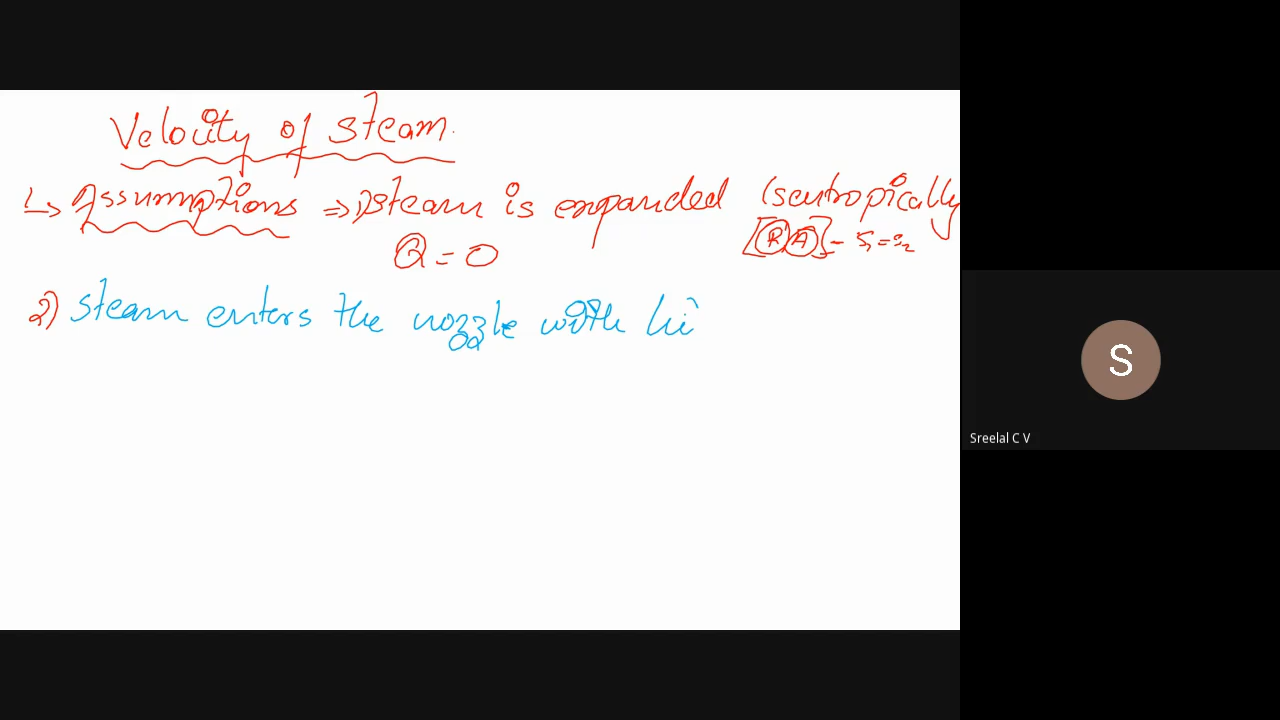 Velocity of steam.
↳ Assumptions ⇒ 1) steam is expanded isentropically
Q = 0 [RA] - s₁ = s₂
2) steam enters the nozzle with
S
Sreelal C V